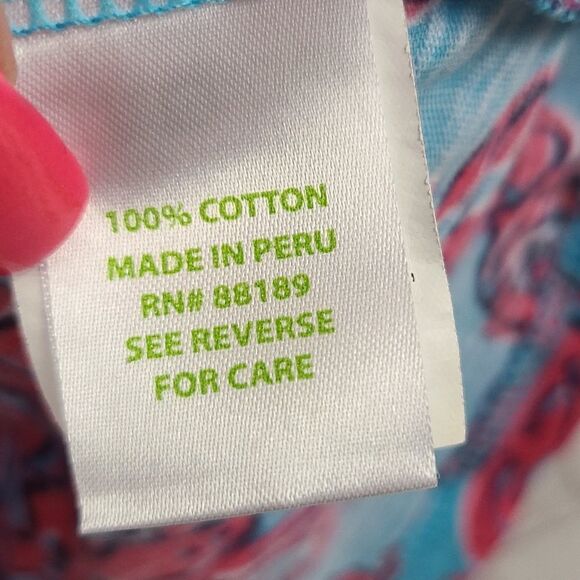 100% COTTON
MADE IN PERU
RN# 88189
SEE REVERSE
FOR CARE